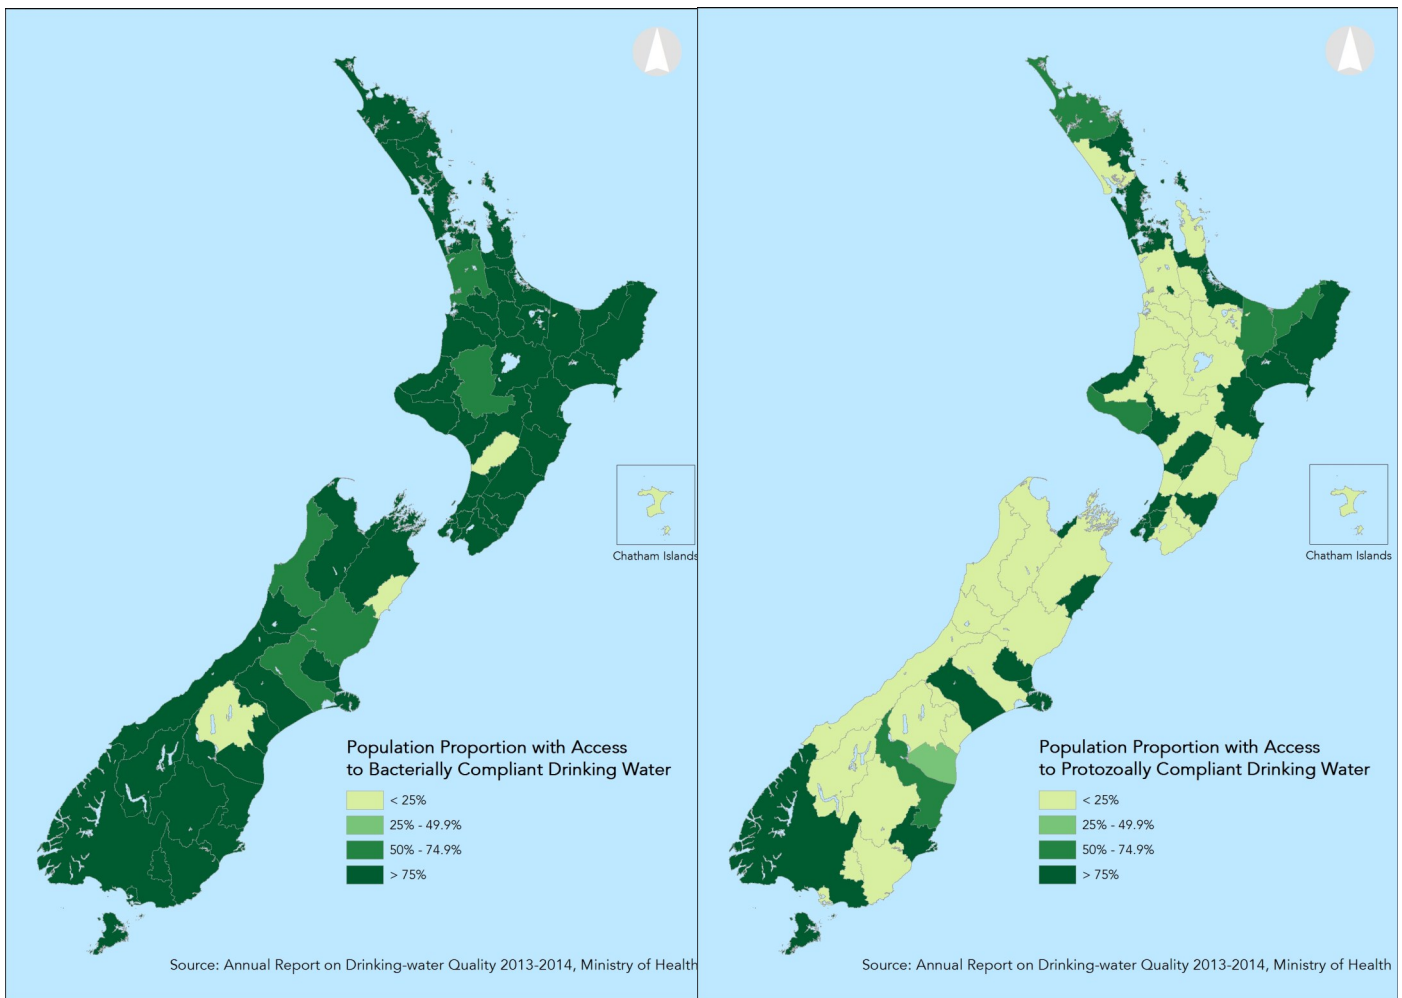 Chatham Islands
Population Proportion with Access
to Bacterially Compliant Drinking Water
< 25%
25% - 49.9%
50% - 74.9%
> 75%
Source: Annual Report on Drinking-water Quality 2013-2014, Ministry of Health
Chatham Islands
Population Proportion with Access
to Protozoally Compliant Drinking Water
< 25%
25% - 49.9%
50% - 74.9%
> 75%
Source: Annual Report on Drinking-water Quality 2013-2014, Ministry of Health